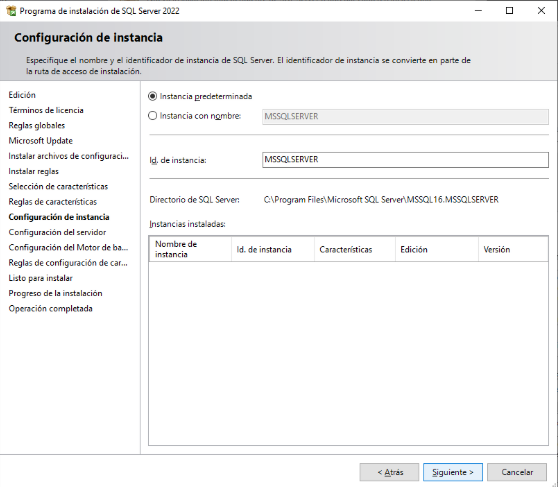 Programa de instalación de SQL Server 2022
Configuración de instancia
Especifique el nombre y el identificador de instancia de SQL Server. El identificador de instancia se convierte en parte de
la ruta de acceso de instalación.
Edición
Términos de licencia
Reglas globales
Microsoft Update
Instalar archivos de configuraci...
Instalar reglas
Selección de características
Reglas de características
Configuración de instancia
Configuración del servidor
Configuración del Motor de ba...
Reglas de configuración de car...
Listo para instalar
Progreso de la instalación
Operación completada
Instancia predeterminada
Instancia con nombre: MSSQLSERVER
Id. de instancia: MSSQLSERVER
Directorio de SQL Server: C:\Program Files\Microsoft SQL Server\MSSQL16.MSSQLSERVER
Instancias instaladas:
Nombre de instancia Id. de instancia Características Edición Versión
< Atrás Siguiente > Cancelar